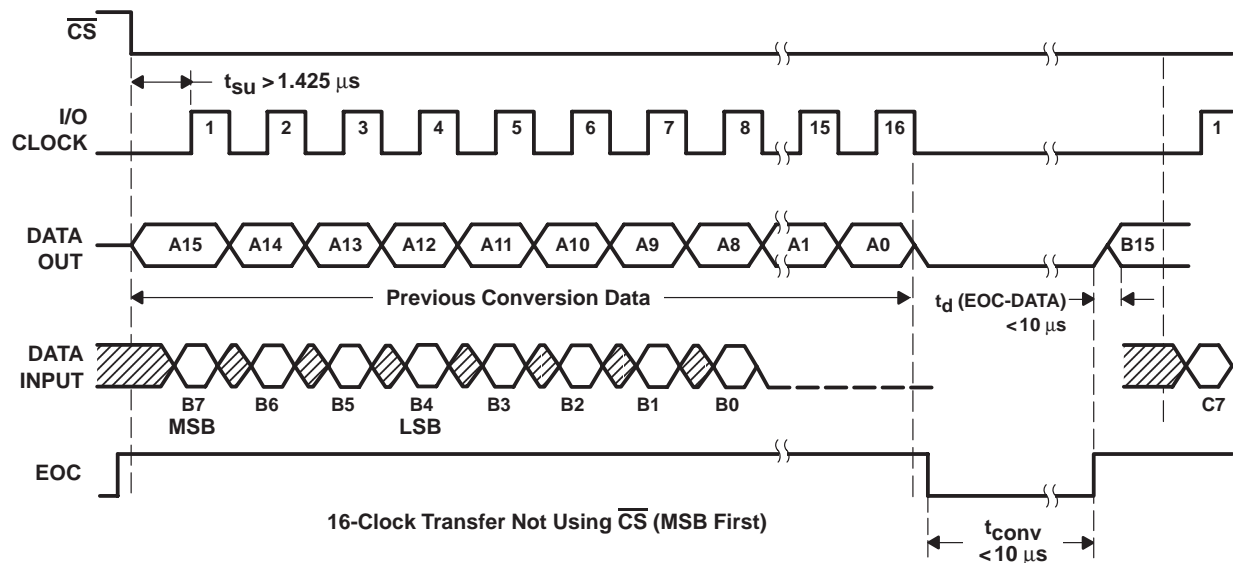 CS
t_su > 1.425 μs
I/O CLOCK
1 2 3 4 5 6 7 8 15 16 1
DATA OUT
A15 A14 A13 A12 A11 A10 A9 A8 A1 A0 B15
Previous Conversion Data
t_d (EOC-DATA)
<10 μs
DATA INPUT
B7 B6 B5 B4 B3 B2 B1 B0 C7
MSB LSB
EOC
16-Clock Transfer Not Using CS (MSB First)
t_conv
<10 μs